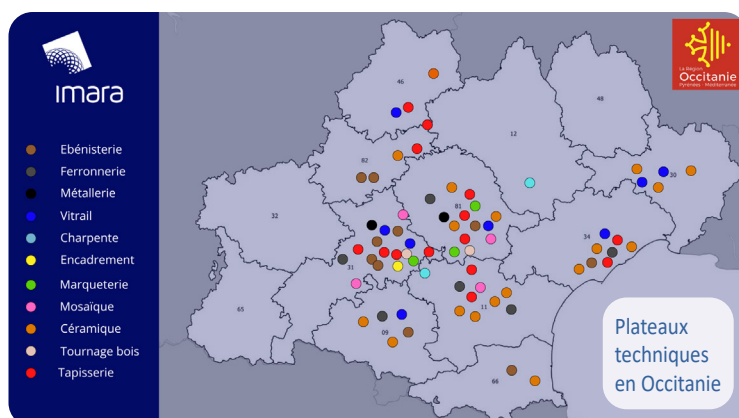 Imara
Ebénisterie
Ferronnerie
Métallerie
Vitrail
Charpente
Encadrement
Marqueterie
Mosaïque
Céramique
Tournage bois
Tapisserie
La Région
Occitanie
Pyrénées - Méditerranée
46
48
12
82
30
32
81
34
31
65
11
09
66
Plateaux
techniques
en Occitanie